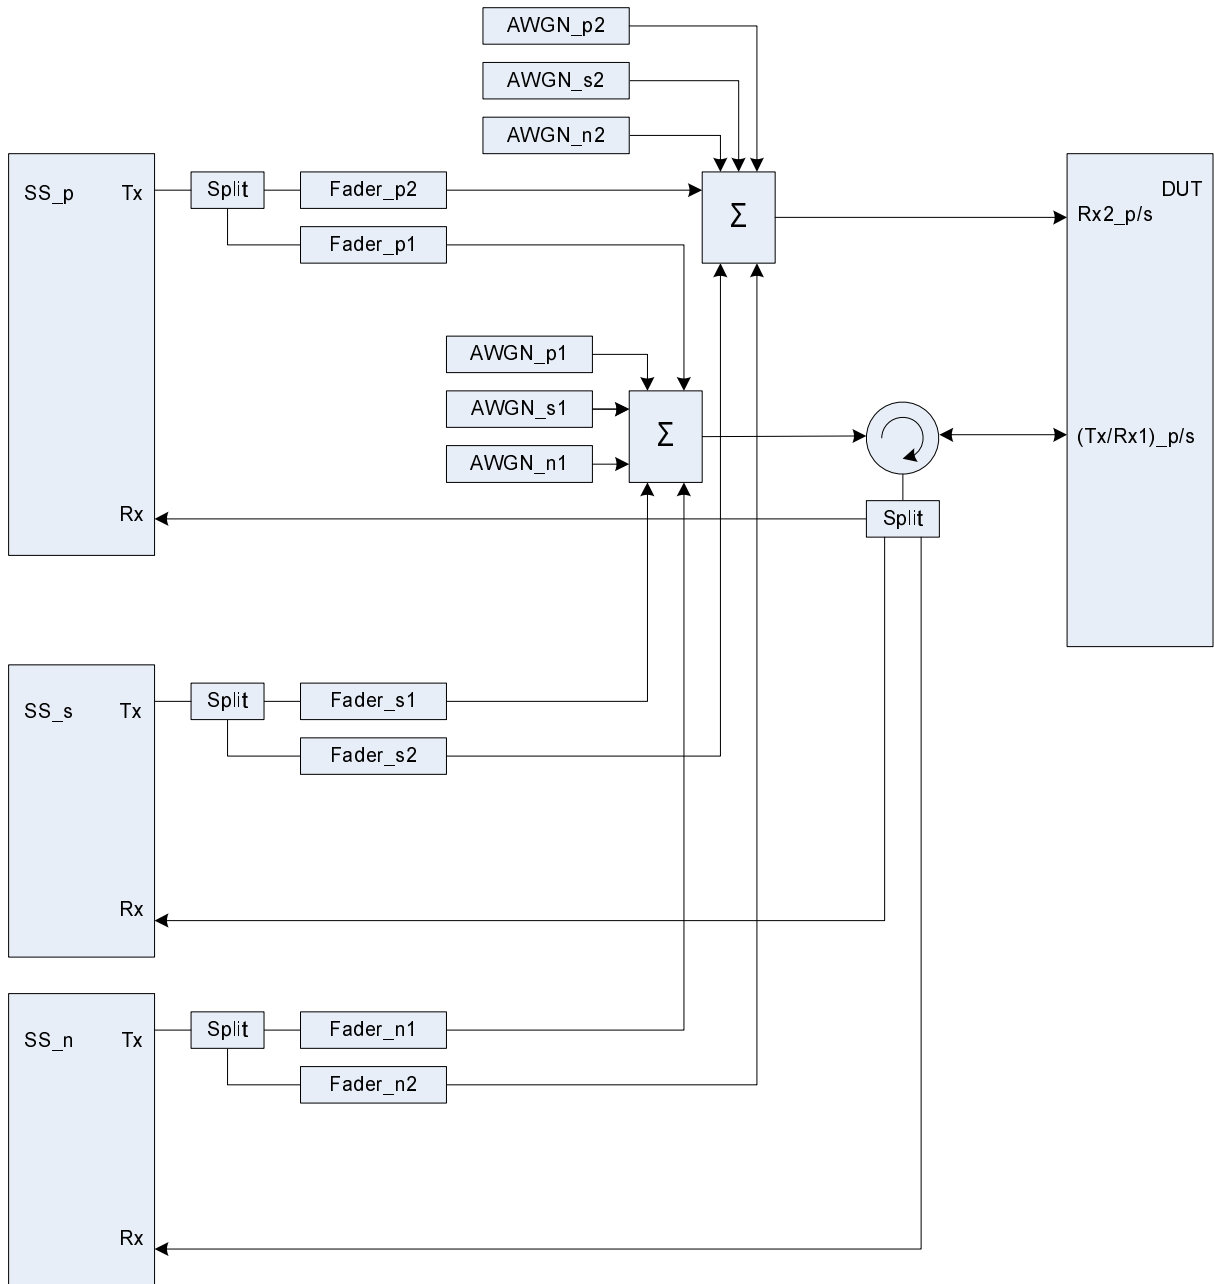 AWGN_p2
AWGN_s2
AWGN_n2
SS_p
Tx
Split
Fader_p2
Fader_p1
Σ
DUT
Rx2_p/s
AWGN_p1
AWGN_s1
AWGN_n1
Σ
(Tx/Rx1)_p/s
Rx
Split
SS_s
Tx
Split
Fader_s1
Fader_s2
Rx
SS_n
Tx
Split
Fader_n1
Fader_n2
Rx